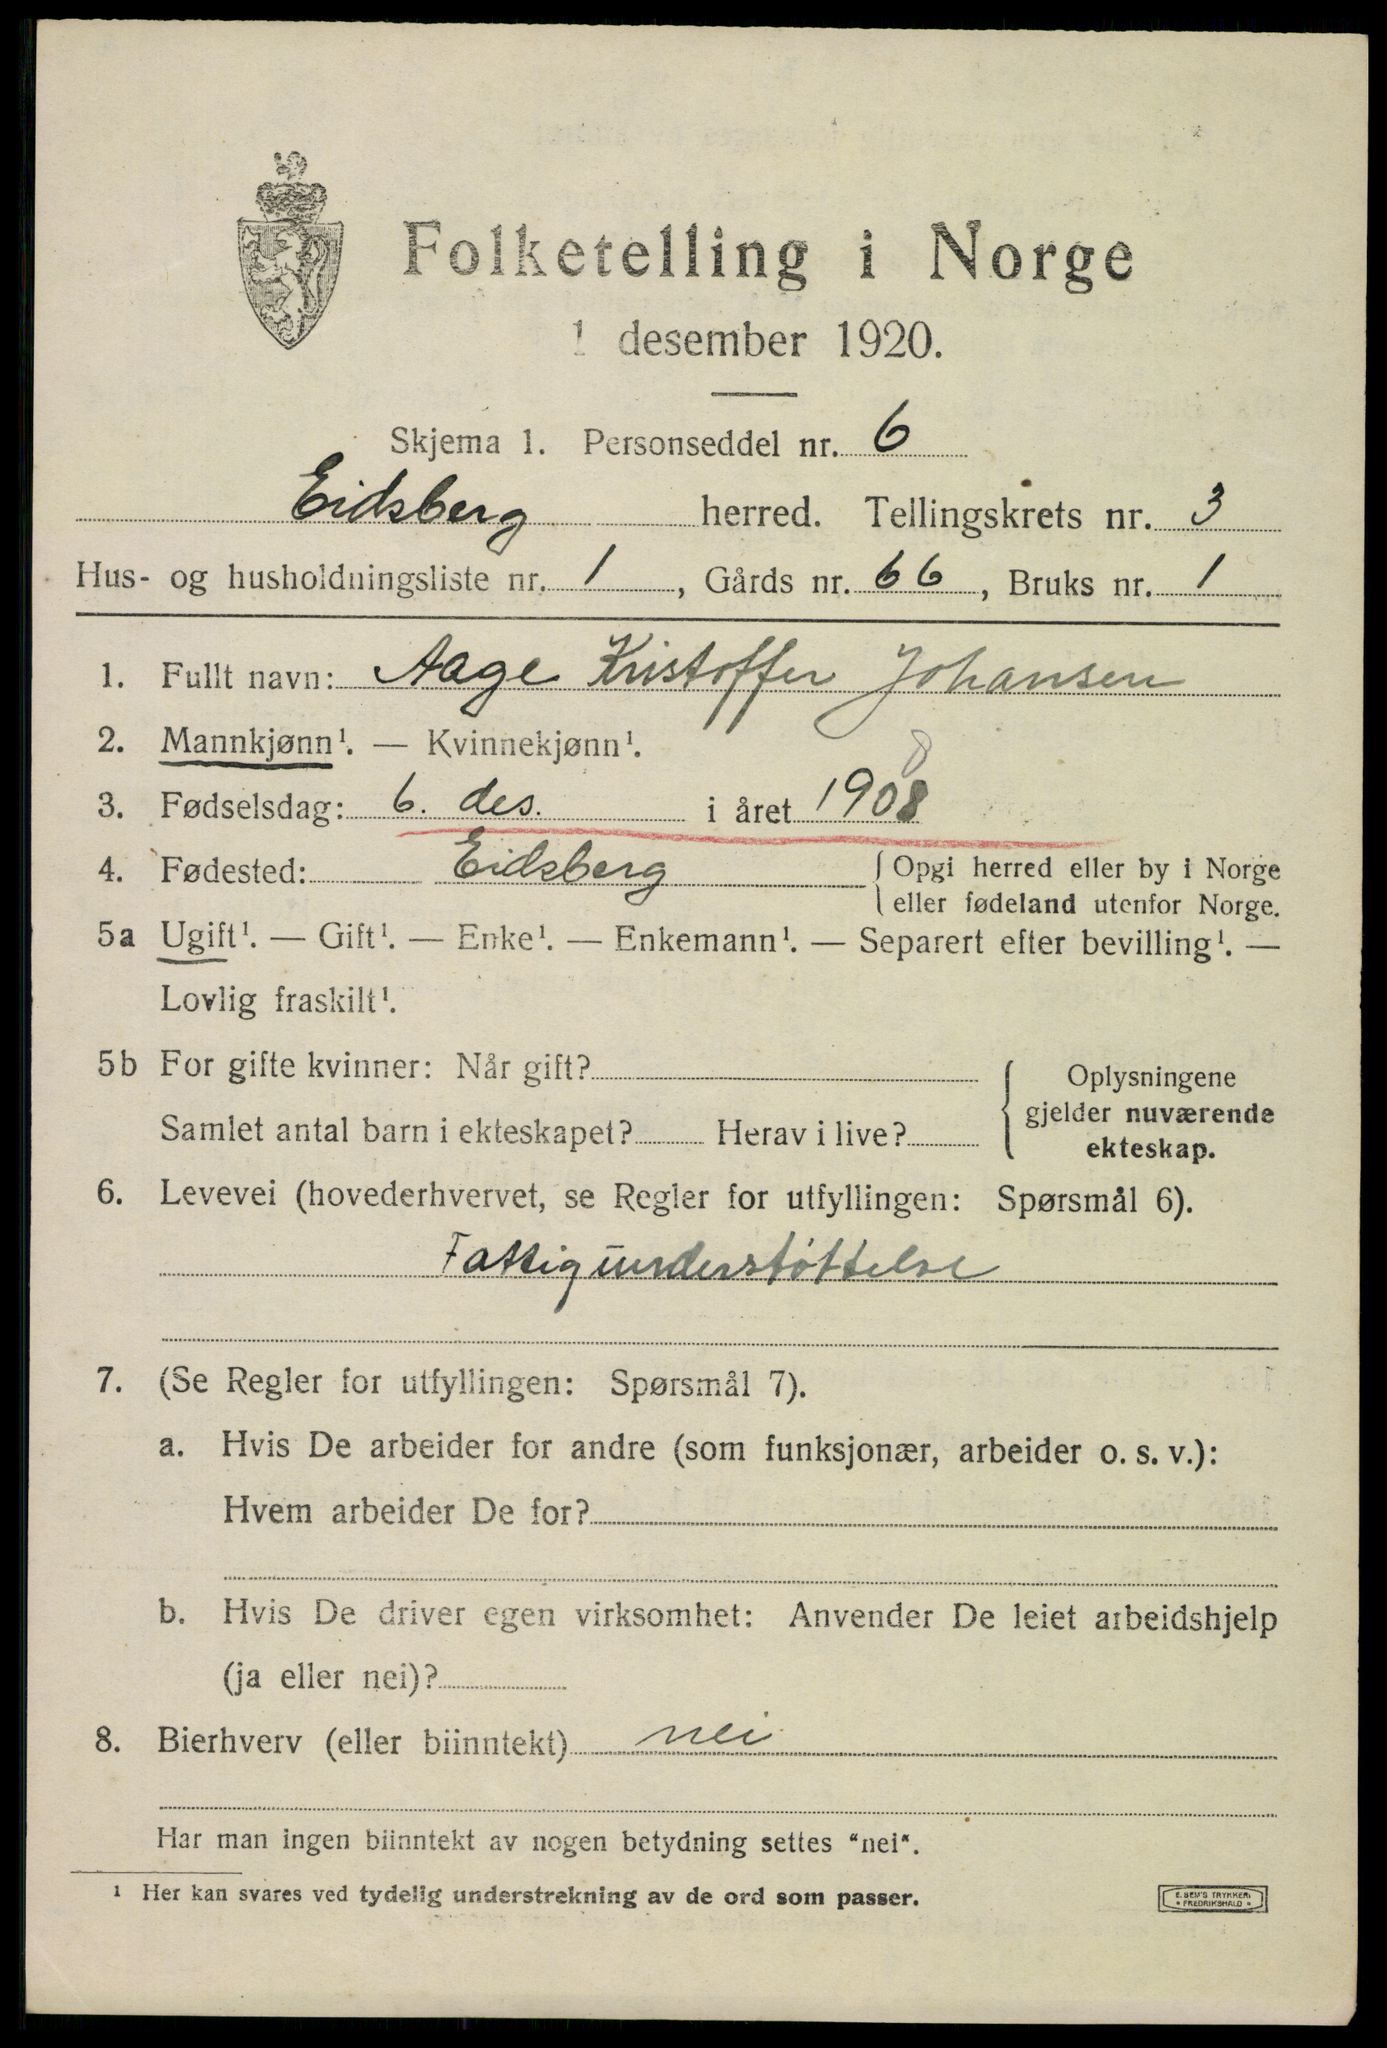 Folketelling i Norge
1 desember 1920.
Skjema 1. Personseddel nr. 6
Eidsberg herred. Tellingskrets nr. 3
Hus- og husholdningsliste nr. 1, Gårds nr. 66, Bruks nr. 1
1. Fullt navn: Aage Kristoffer Johansen
2. Mannkjønn¹. — Kvinnekjønn¹.
8
3. Fødselsdag: 6. des. i året 1908
4. Fødested: Eidsberg { Opgi herred eller by i Norge
eller fødeland utenfor Norge.
5a Ugift¹. — Gift¹. — Enke¹. — Enkemann¹. — Separert efter bevilling¹. —
Lovlig fraskilt¹.
5b For gifte kvinner: Når gift?
Samlet antal barn i ekteskapet? Herav i live?
{ Oplysningene
gjelder nuværende
ekteskap.
6. Levevei (hovederhvervet, se Regler for utfyllingen: Spørsmål 6).
Fattigunderstøttelse
7. (Se Regler for utfyllingen: Spørsmål 7).
a. Hvis De arbeider for andre (som funksjonær, arbeider o. s. v.):
Hvem arbeider De for?
b. Hvis De driver egen virksomhet: Anvender De leiet arbeidshjelp
(ja eller nei)?
8. Bierhverv (eller biinntekt) nei
Har man ingen biinntekt av nogen betydning settes "nei".
¹ Her kan svares ved tydelig understrekning av de ord som passer.
E. SEM'S TRYKKERI
* FREDRIKSHALD *